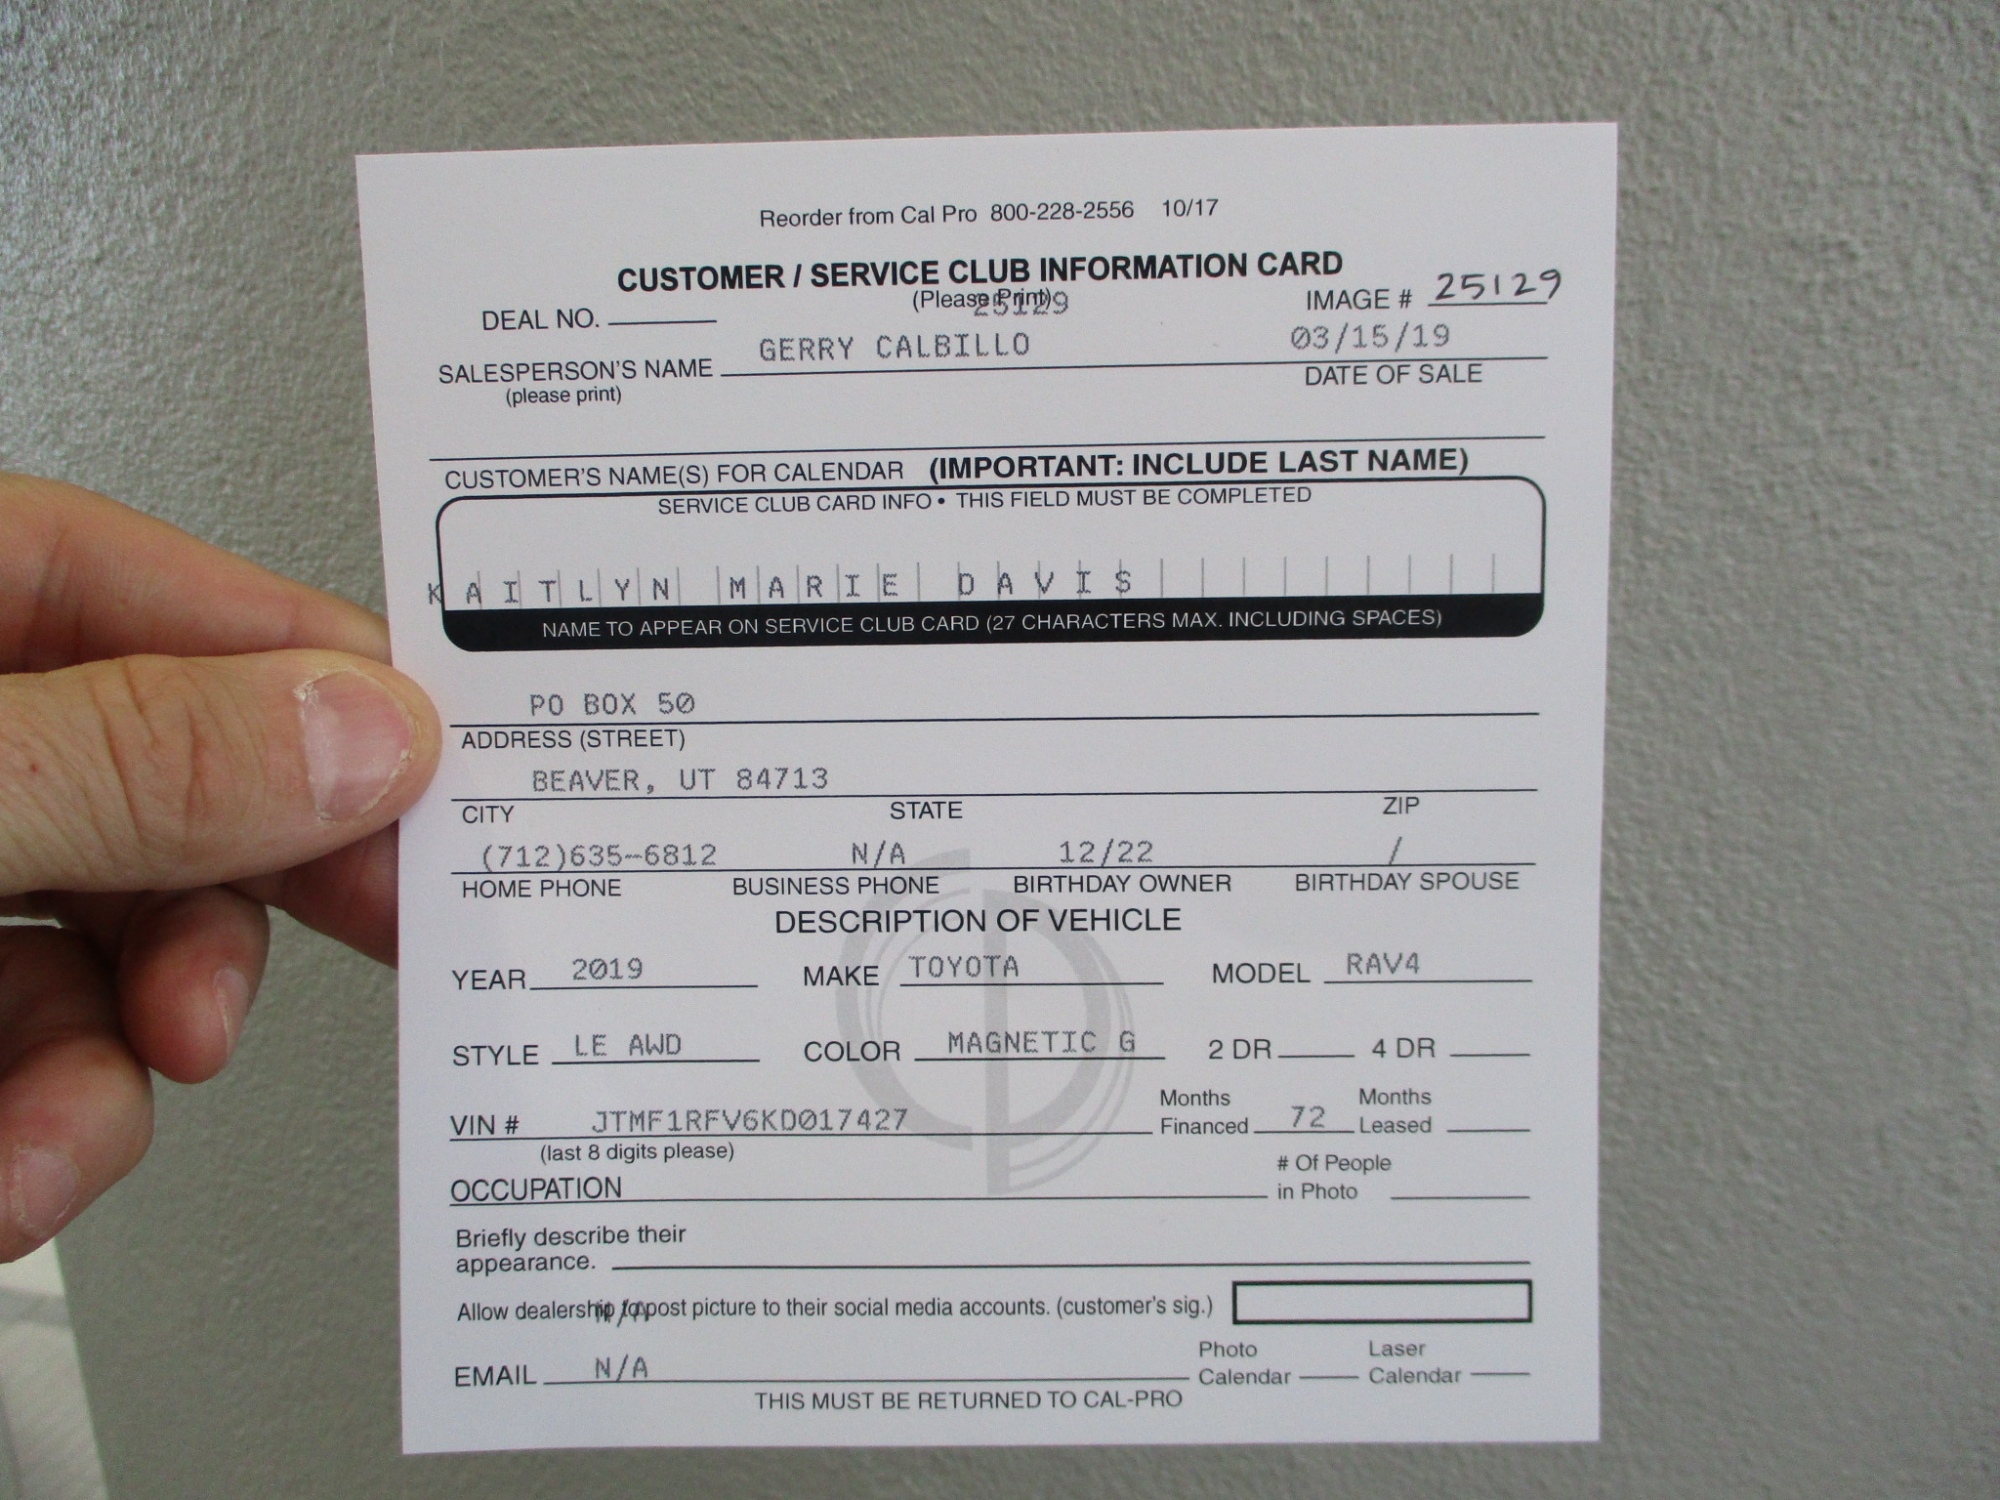 Reorder from Cal Pro 800-228-2556 10/17
CUSTOMER / SERVICE CLUB INFORMATION CARD
(Please Print)
25129
DEAL NO. IMAGE # 25129
GERRY CALBILLO 03/15/19
SALESPERSON'S NAME DATE OF SALE
(please print)
CUSTOMER'S NAME(S) FOR CALENDAR (IMPORTANT: INCLUDE LAST NAME)
SERVICE CLUB CARD INFO • THIS FIELD MUST BE COMPLETED
KAITLYN MARIE DAVIS
NAME TO APPEAR ON SERVICE CLUB CARD (27 CHARACTERS MAX. INCLUDING SPACES)
PO BOX 50
ADDRESS (STREET)
BEAVER, UT 84713
CITY STATE ZIP
(712)635-6812 N/A 12/22 /
HOME PHONE BUSINESS PHONE BIRTHDAY OWNER BIRTHDAY SPOUSE
DESCRIPTION OF VEHICLE
YEAR 2019 MAKE TOYOTA MODEL RAV4
STYLE LE AWD COLOR MAGNETIC G 2 DR 4 DR
VIN # JTMF1RFV6KD017427 Months Financed 72 Months Leased
(last 8 digits please)
OCCUPATION # Of People in Photo
Briefly describe their
appearance.
Allow dealership to post picture to their social media accounts. (customer's sig.)
N/A
EMAIL N/A Photo Calendar Laser Calendar
THIS MUST BE RETURNED TO CAL-PRO